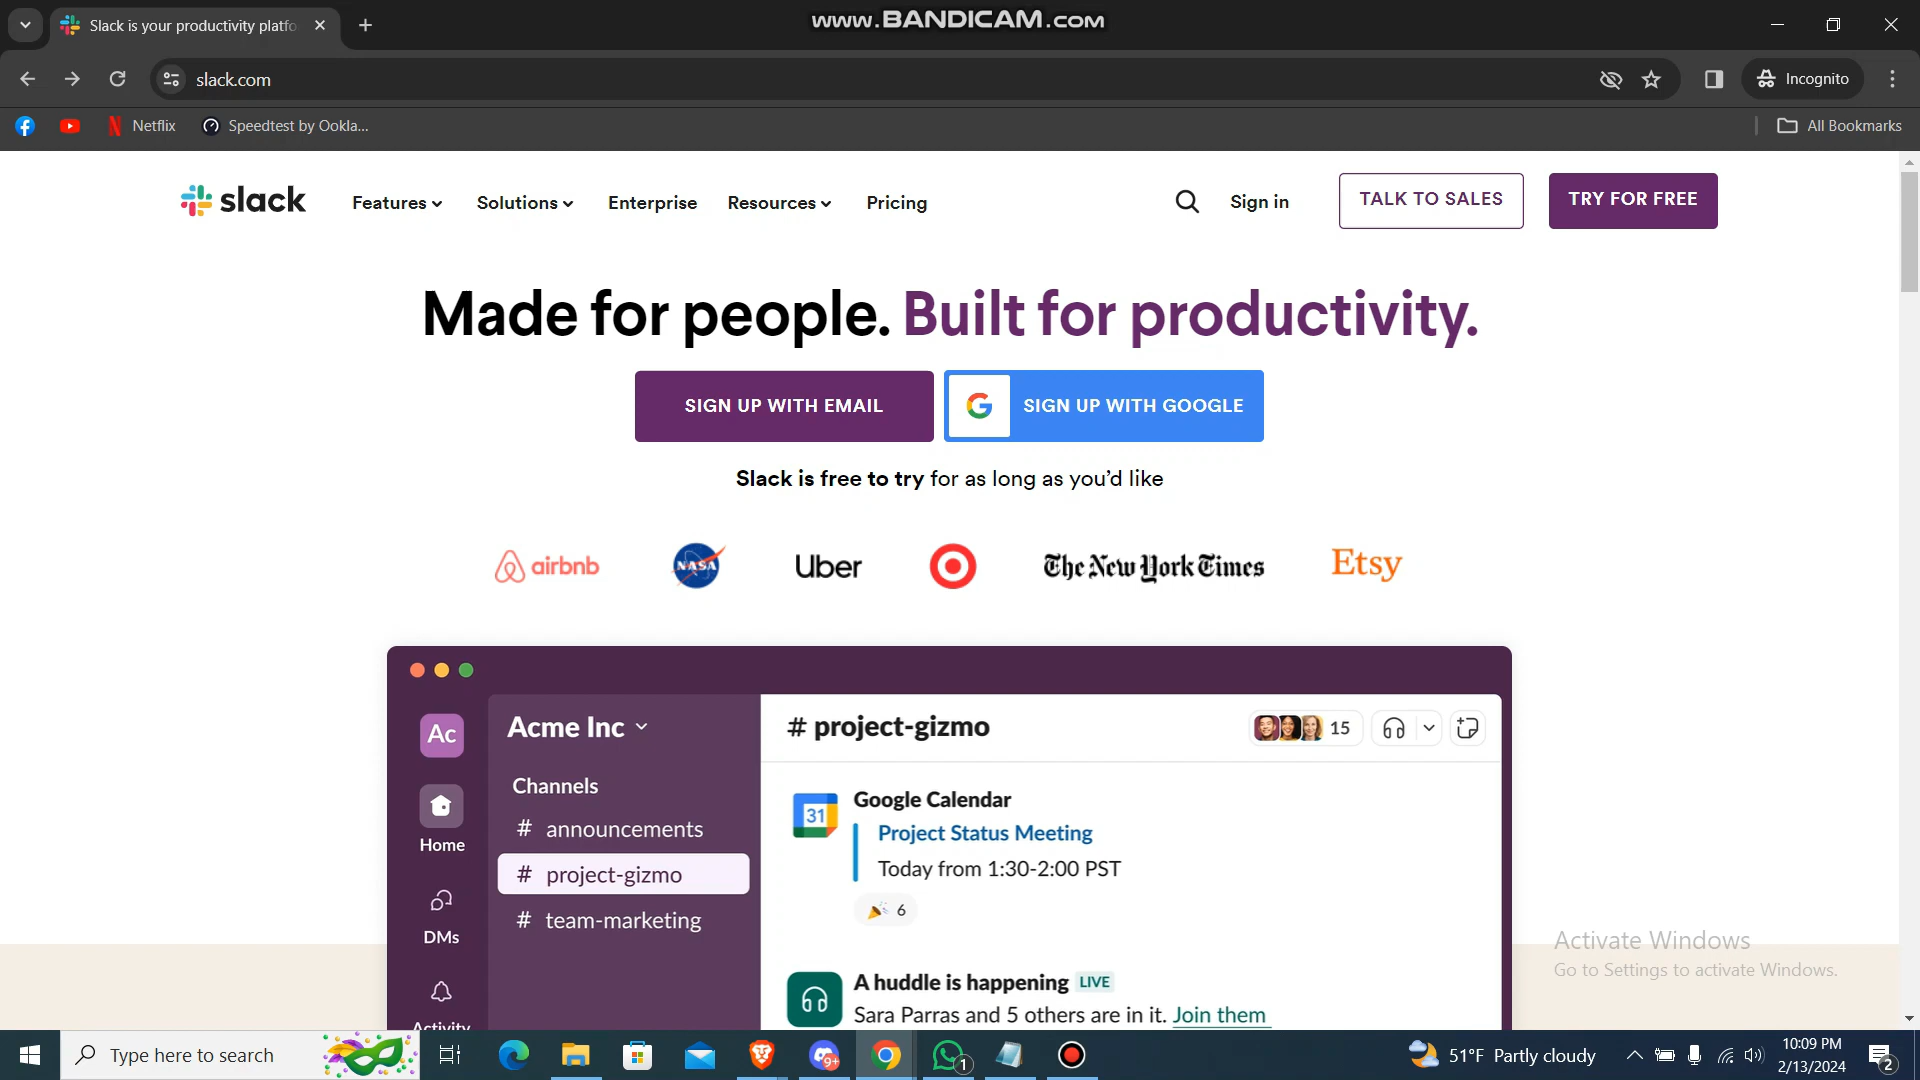 www.BANDICAM.com
Slack is your productivity platfo
slack.com
Incognito
Netflix
Speedtest by Ookla...
All Bookmarks
slack
Features
Solutions
Enterprise
Resources
Pricing
Sign in
TALK TO SALES
TRY FOR FREE
Made for people. Built for productivity.
SIGN UP WITH EMAIL
SIGN UP WITH GOOGLE
Slack is free to try for as long as you'd like
airbnb
NASA
Uber
The New York Times
Etsy
Ac
Acme Inc
# project-gizmo
15
Channels
# announcements
# project-gizmo
# team-marketing
Home
DMs
Activity
31
Google Calendar
Project Status Meeting
Today from 1:30-2:00 PST
6
A huddle is happening LIVE
Sara Parras and 5 others are in it. Join them
Activate Windows
Go to Settings to activate Windows.
Type here to search
9+
1
51°F Partly cloudy
10:09 PM
2/13/2024
2